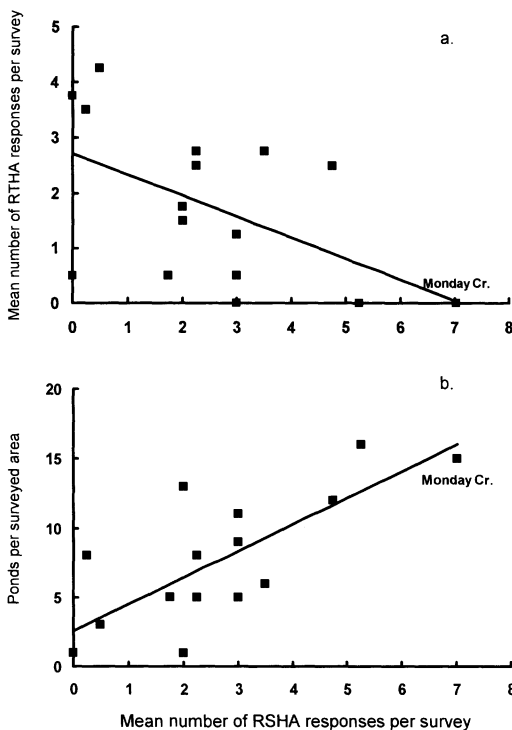 a.
Mean number of RTHA responses per survey
5
4
3
2
1
0
Monday Cr.
0 1 2 3 4 5 6 7 8
b.
Ponds per surveyed area
20
15
10
5
0
Monday Cr.
0 1 2 3 4 5 6 7 8
Mean number of RSHA responses per survey